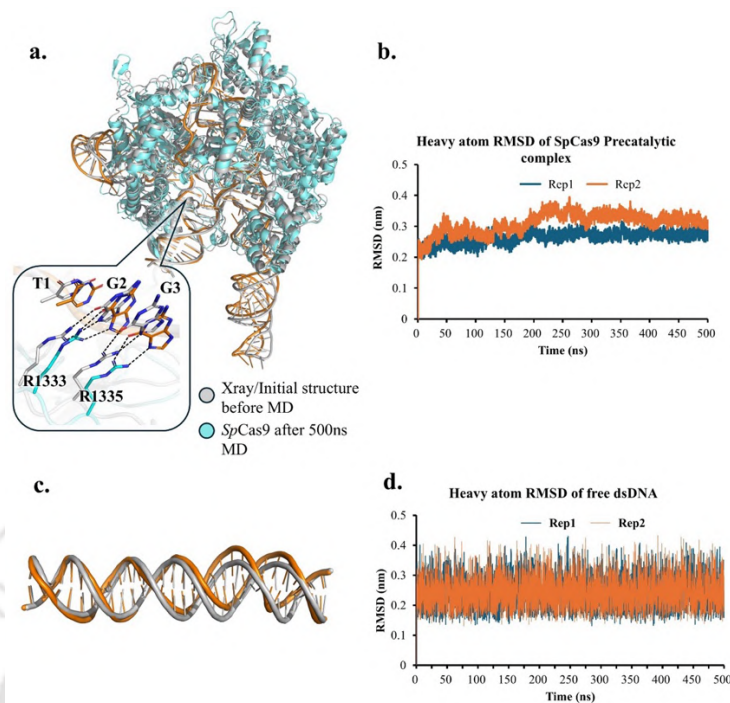 a.
T1
G2
G3
R1333
R1335
Xray/Initial structure
before MD
SpCas9 after 500ns
MD
b.
Heavy atom RMSD of SpCas9 Precatalytic
complex
Rep1
Rep2
RMSD (nm)
0.5
0.4
0.3
0.2
0.1
0
0 50 100 150 200 250 300 350 400 450 500
Time (ns)
c.
d.
Heavy atom RMSD of free dsDNA
Rep1
Rep2
RMSD (nm)
0.5
0.4
0.3
0.2
0.1
0
0 50 100 150 200 250 300 350 400 450 500
Time (ns)